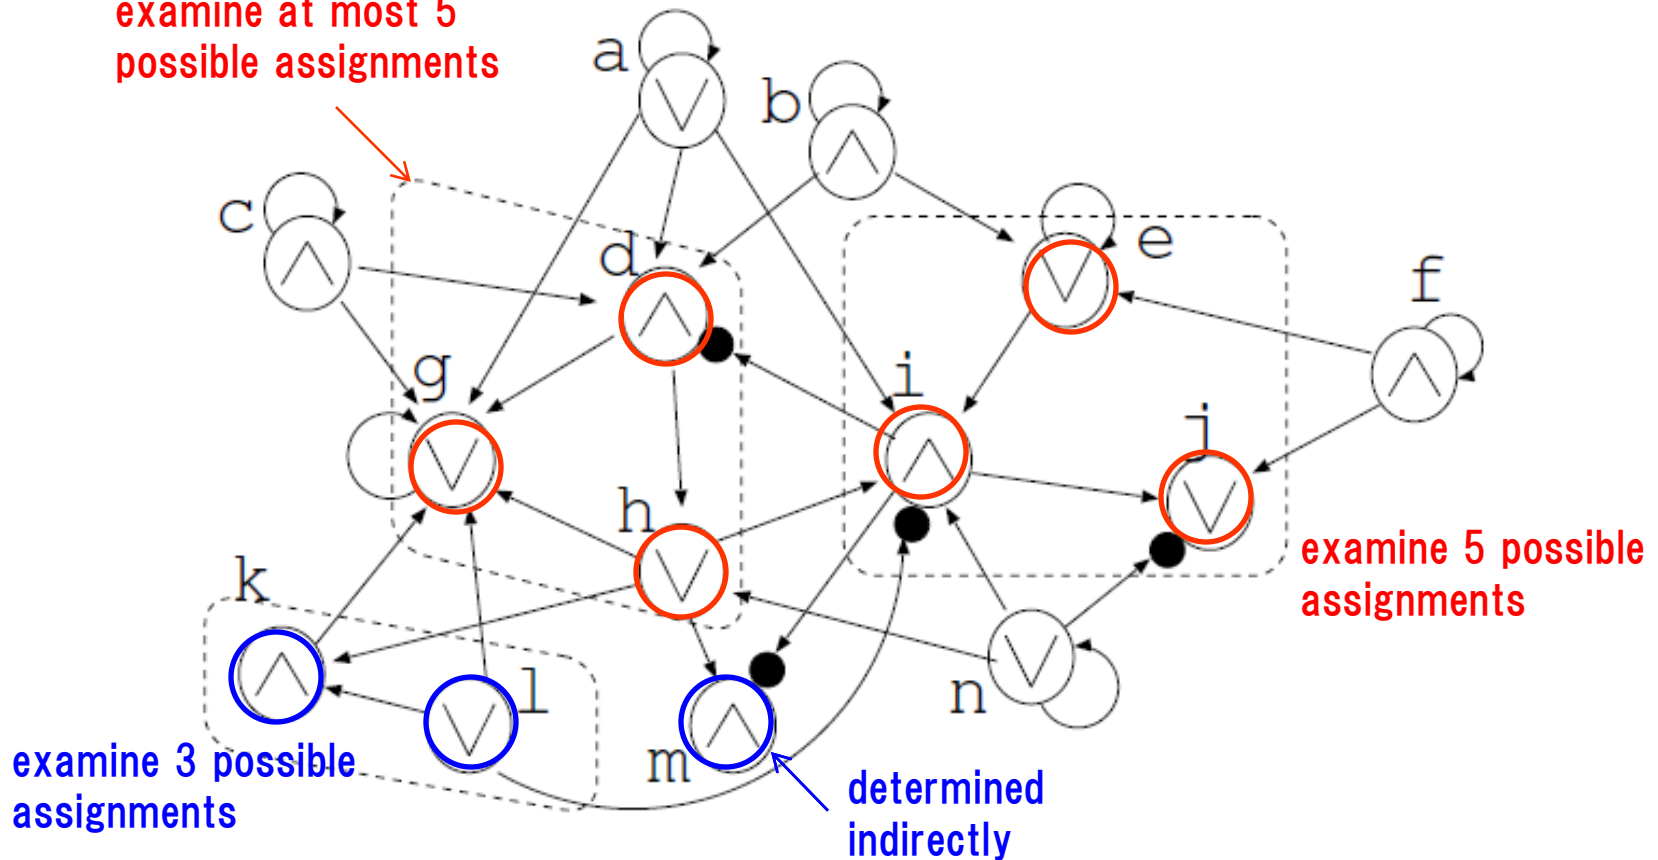 examine at most 5
possible assignments
a
b
c
d
e
f
g
i
j
h
examine 5 possible
assignments
k
l
n
m
examine 3 possible
assignments
determined
indirectly